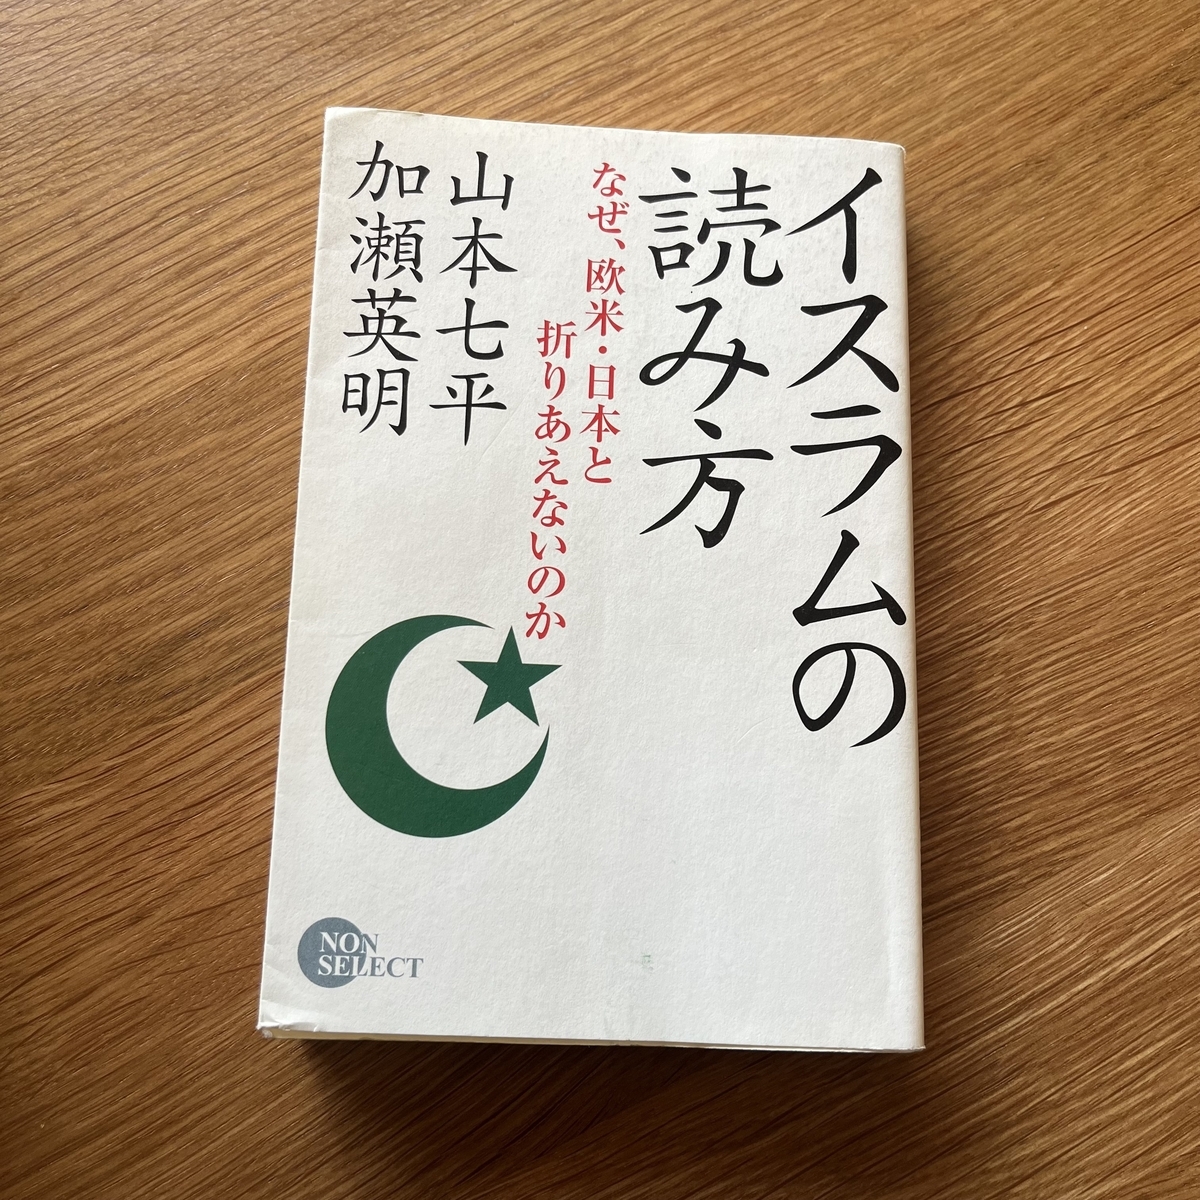 イスラムの
読み方
なぜ、欧米・日本と
折りあえないのか
山本七平
加瀬英明
NON
SELECT